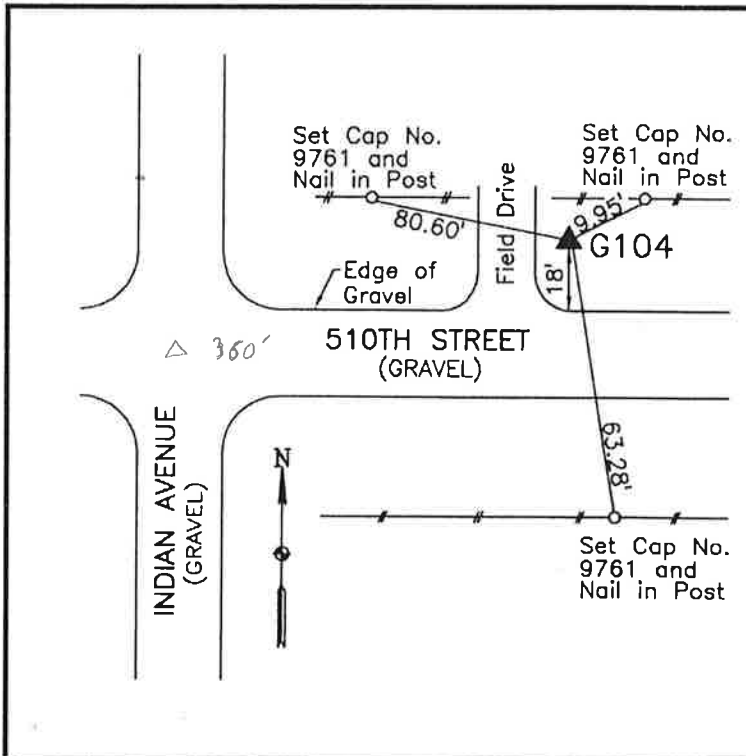 Set Cap No.
9761 and
Nail in Post
Set Cap No.
9761 and
Nail in Post
Field Drive
80.60'
9.95'
G104
18'
Edge of
Gravel
△ 360'
510TH STREET
(GRAVEL)
INDIAN AVENUE
(GRAVEL)
N
63.28'
Set Cap No.
9761 and
Nail in Post